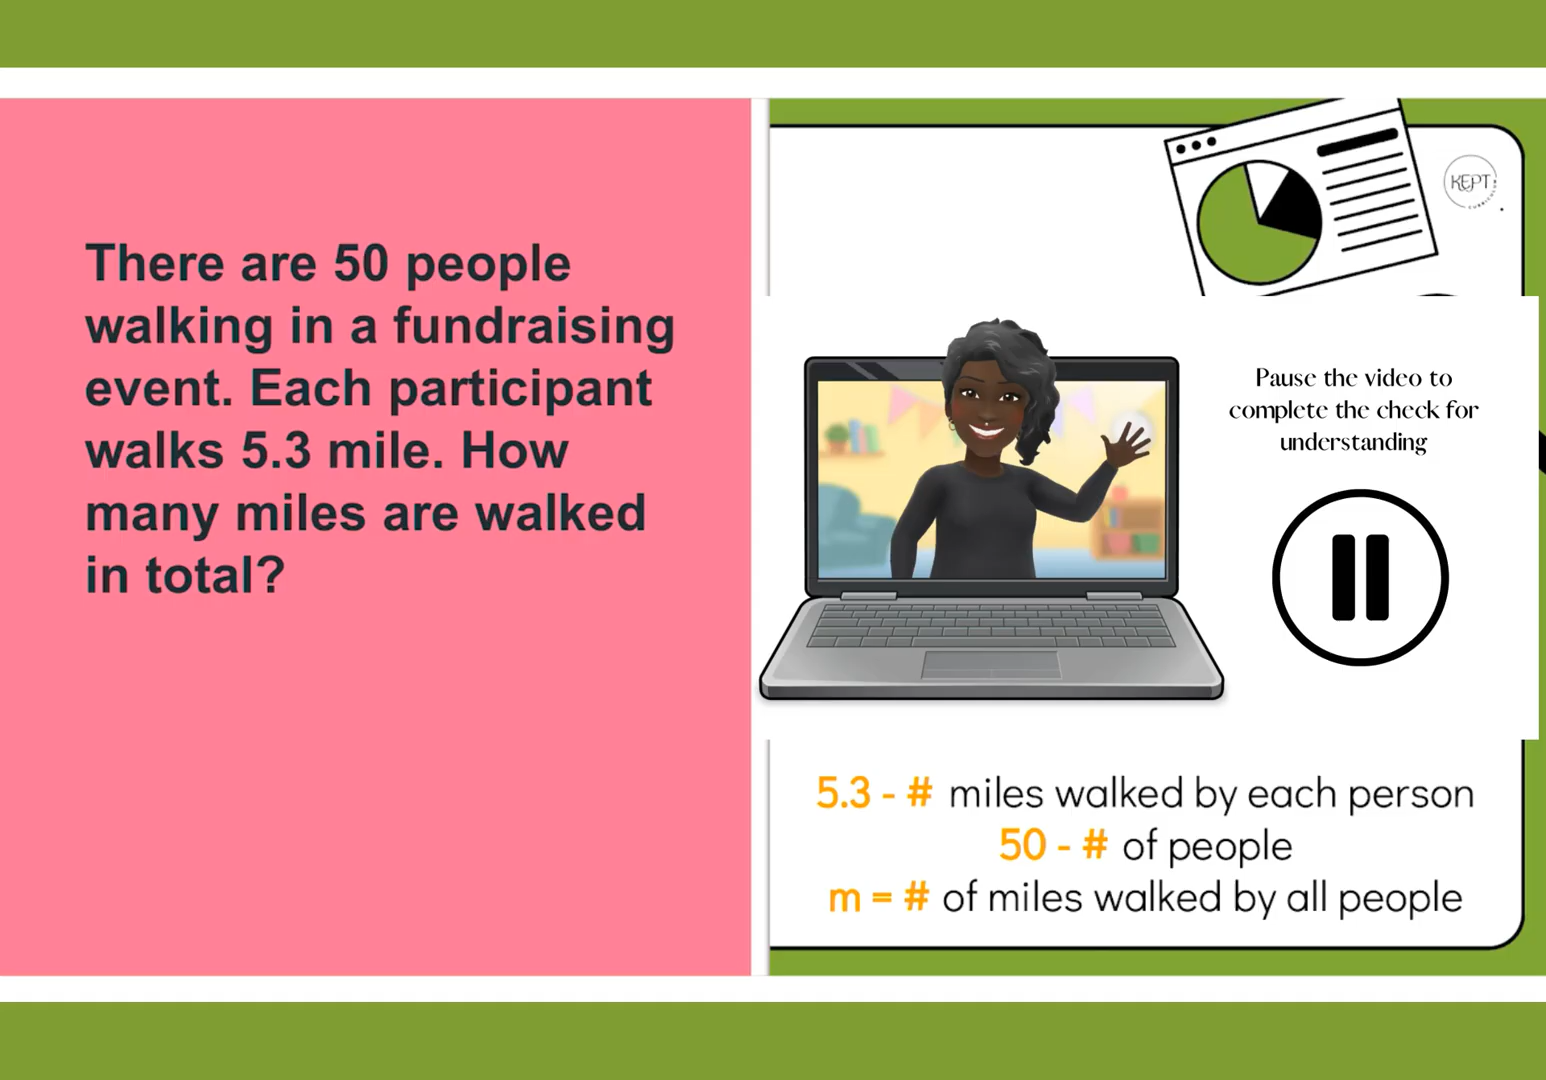 There are 50 people
walking in a fundraising
event. Each participant
walks 5.3 mile. How
many miles are walked
in total?
KEPT
CURRICULUM
Pause the video to
complete the check for
understanding
5.3 - # miles walked by each person
50 - # of people
m = # of miles walked by all people